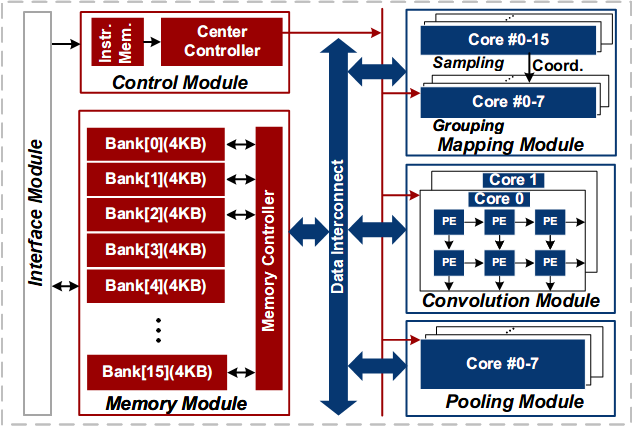 Interface Module
Instr.
Mem.
Center
Controller
Control Module
Bank[0](4KB)
Bank[1](4KB)
Bank[2](4KB)
Bank[3](4KB)
Bank[4](4KB)
Bank[15](4KB)
Memory Controller
Memory Module
Data Interconnect
Core #0-15
Sampling
Coord.
Core #0-7
Grouping
Mapping Module
Core 1
Core 0
PE PE PE
PE PE PE
Convolution Module
Core #0-7
Pooling Module